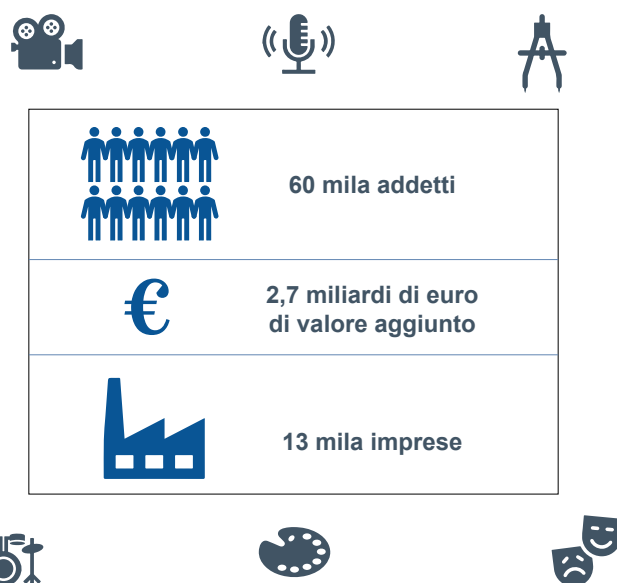 60 mila addetti
€
2,7 miliardi di euro
di valore aggiunto
13 mila imprese